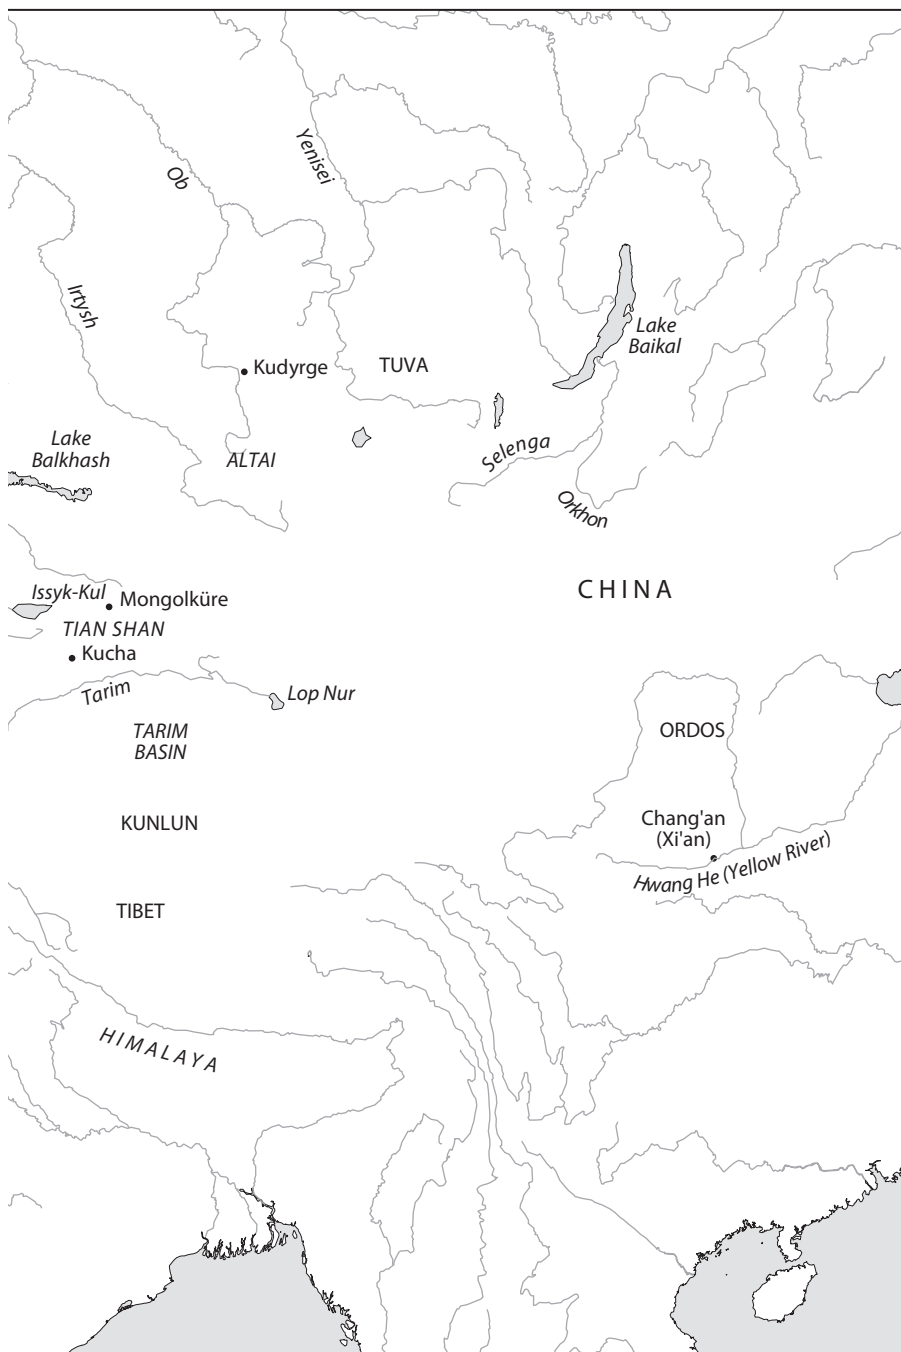 Yenisei
Ob
Irtysh
Lake
Baikal
Kudyrge
TUVA
Lake
Balkhash
ALTAI
Selenga
Orkhon
CHINA
Issyk-Kul
Mongolküre
TIAN SHAN
Kucha
Tarim
Lop Nur
TARIM
BASIN
ORDOS
KUNLUN
Chang'an
(Xi'an)
Hwang He (Yellow River)
TIBET
HIMALAYA